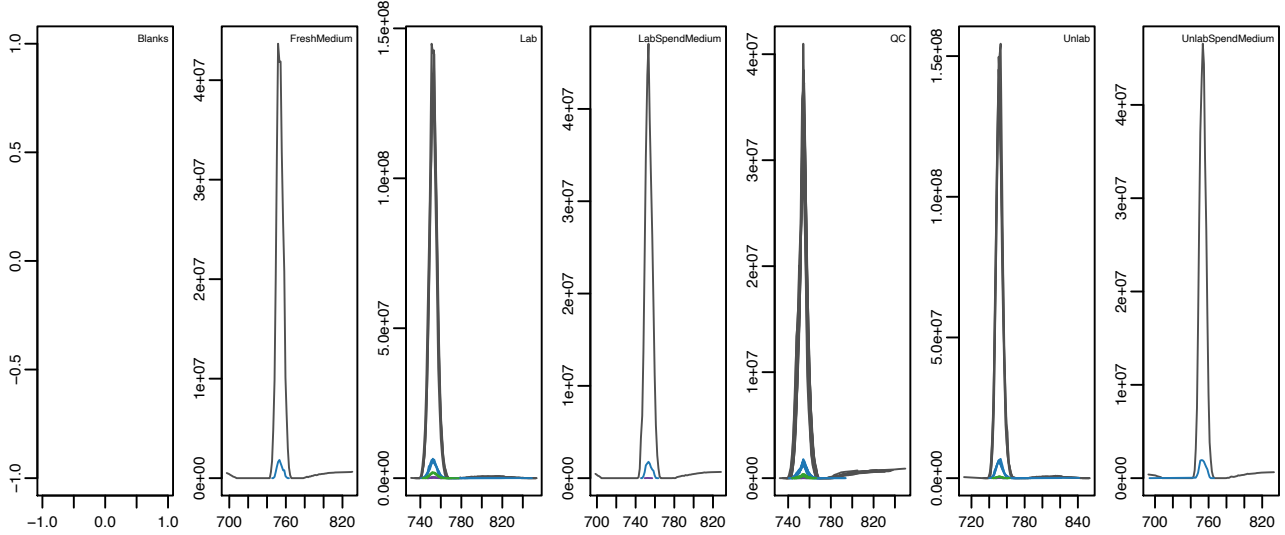 Blanks
1.0
0.5
0.0
−0.5
−1.0
−1.0 0.0 1.0
FreshMedium
4e+07
3e+07
2e+07
1e+07
0e+00
700 760 820
Lab
1.5e+08
1.0e+08
5.0e+07
0.0e+00
740 780 820
LabSpendMedium
4e+07
3e+07
2e+07
1e+07
0e+00
700 740 780 820
QC
4e+07
3e+07
2e+07
1e+07
0e+00
740 780 820
Unlab
1.5e+08
1.0e+08
5.0e+07
0.0e+00
720 780 840
UnlabSpendMedium
4e+07
3e+07
2e+07
1e+07
0e+00
700 760 820